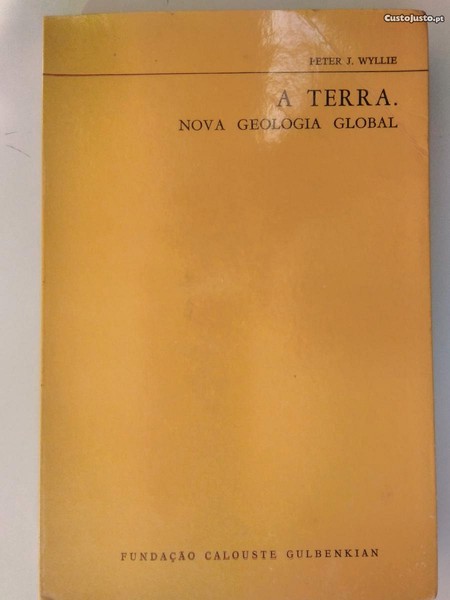 CustoJusto.pt
PETER J. WYLLIE
A TERRA.
NOVA GEOLOGIA GLOBAL
FUNDAÇÃO CALOUSTE GULBENKIAN